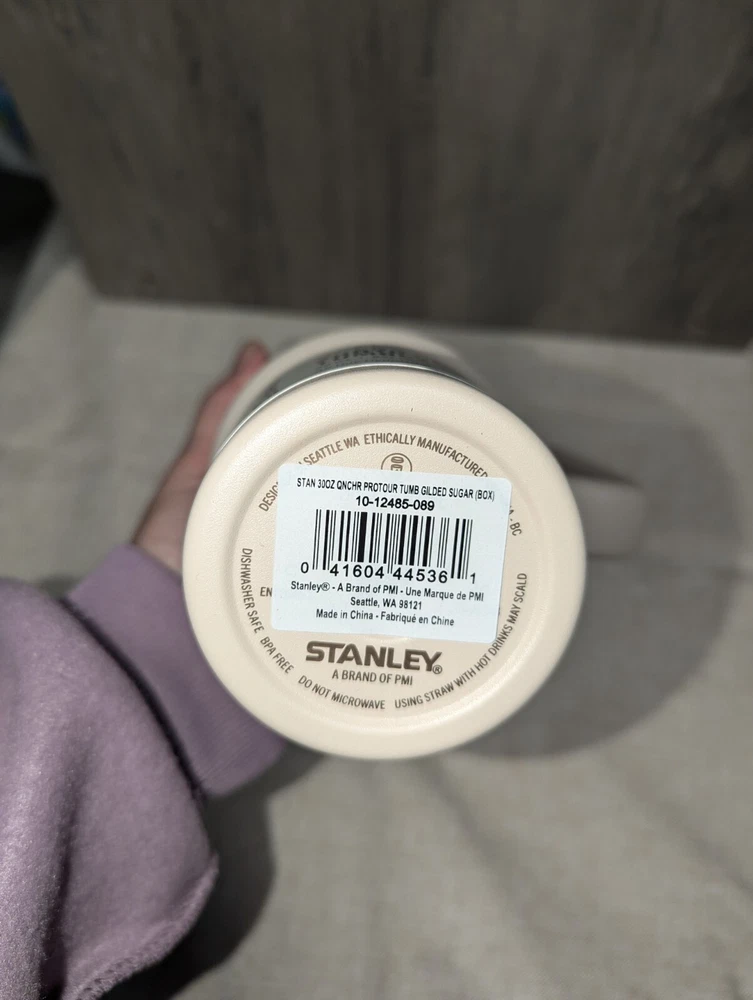 SEATTLE WA ETHICALLY MANUFACTURED
STAN 30OZ QNCHR PROTOUR TUMB GILDED SUGAR (BOX)
10-12485-089
0 41604 44536 1
Stanley® - A Brand of PMI - Une Marque de PMI
Seattle, WA 98121
Made in China - Fabriqué en Chine
STANLEY®
A BRAND OF PMI
DISHWASHER SAFE BPA FREE DO NOT MICROWAVE USING STRAW WITH HOT DRINKS MAY SCALD